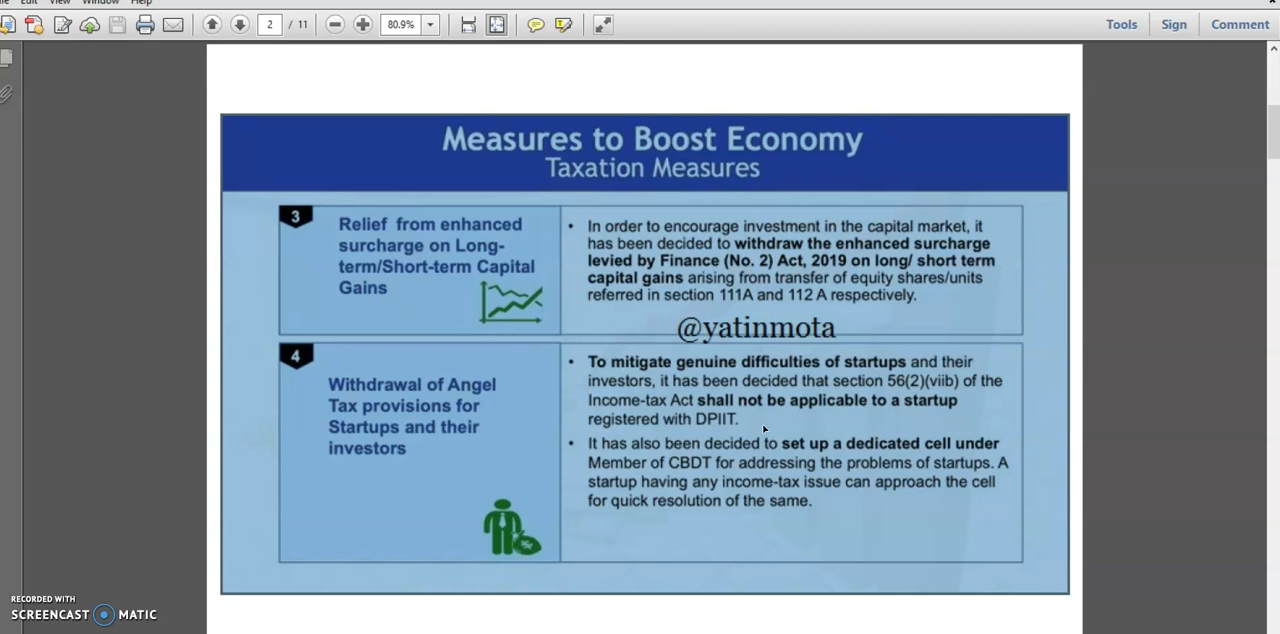 Edit View Window Help
2 / 11 80.9% Tools Sign Comment
Measures to Boost Economy
Taxation Measures
3
Relief from enhanced
surcharge on Long-
term/Short-term Capital
Gains
• In order to encourage investment in the capital market, it
has been decided to withdraw the enhanced surcharge
levied by Finance (No. 2) Act, 2019 on long/ short term
capital gains arising from transfer of equity shares/units
referred in section 111A and 112 A respectively.
@yatinmota
4
Withdrawal of Angel
Tax provisions for
Startups and their
investors
• To mitigate genuine difficulties of startups and their
investors, it has been decided that section 56(2)(viib) of the
Income-tax Act shall not be applicable to a startup
registered with DPIIT.
• It has also been decided to set up a dedicated cell under
Member of CBDT for addressing the problems of startups. A
startup having any income-tax issue can approach the cell
for quick resolution of the same.
RECORDED WITH
SCREENCAST MATIC